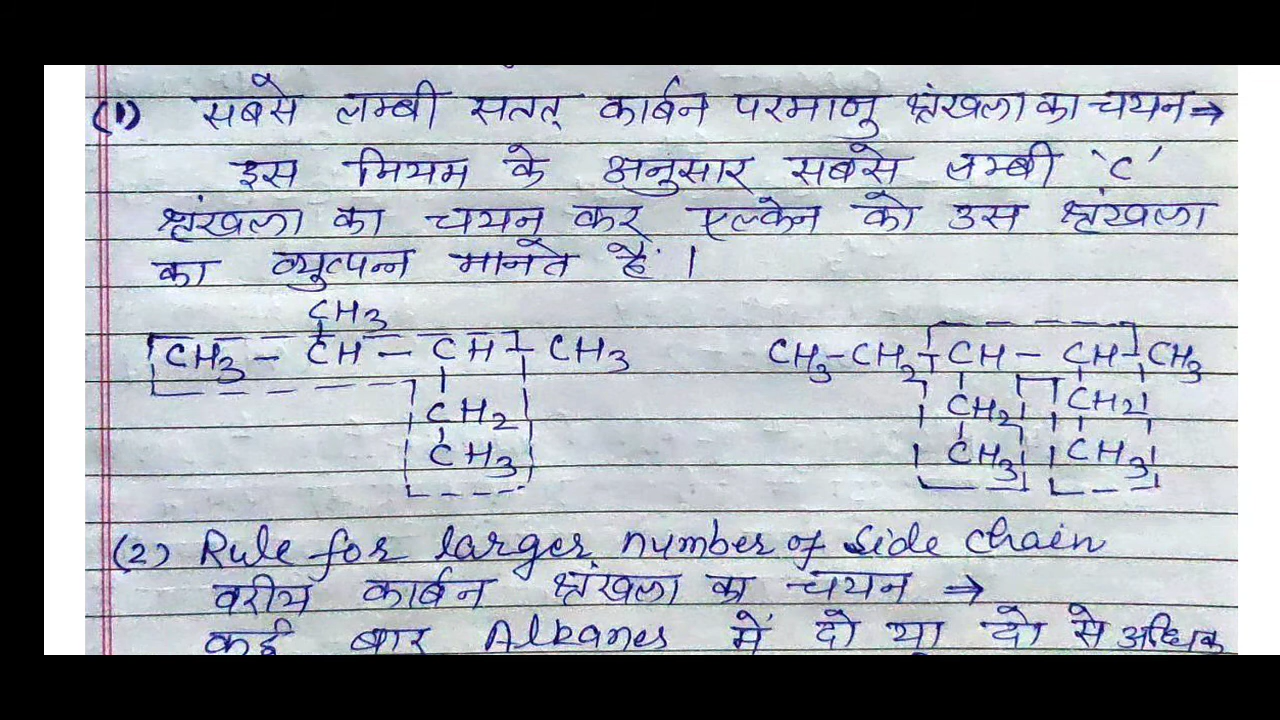 (1) सबसे लम्बी सतत् कार्बन परमाणु श्रृंखला का चयन →
इस नियम के अनुसार सबसे लम्बी 'C'
श्रृंखला का चयन कर एल्केन को उस श्रृंखला
का व्युत्पन्न मानते हैं ।
CH3
CH3 - CH - CH - CH3
CH2
CH3
CH3-CH2-CH - CH-CH3
CH2 CH2
CH3 CH3
(2) Rule for larger number of side chain
वरीय कार्बन श्रृंखला का चयन →
कई बार Alkanes में दो या दो से अधिक